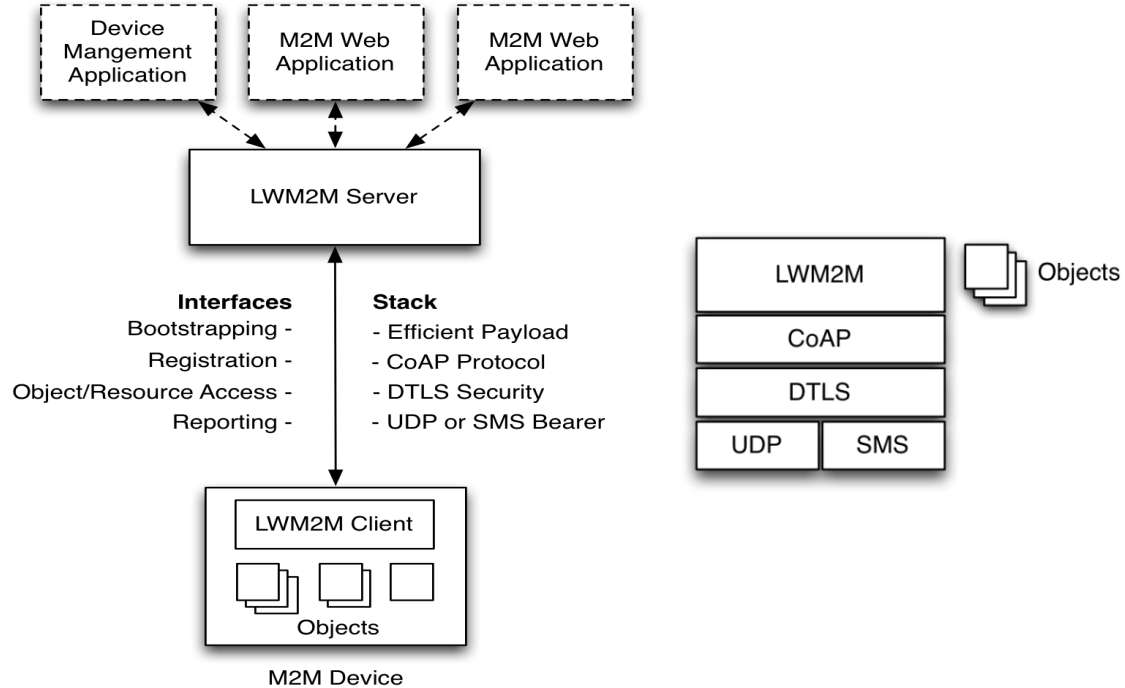 Device
Mangement
Application
M2M Web
Application
M2M Web
Application
LWM2M Server
Interfaces
Bootstrapping -
Registration -
Object/Resource Access -
Reporting -
Stack
- Efficient Payload
- CoAP Protocol
- DTLS Security
- UDP or SMS Bearer
LWM2M Client
Objects
M2M Device
LWM2M
Objects
CoAP
DTLS
UDP
SMS